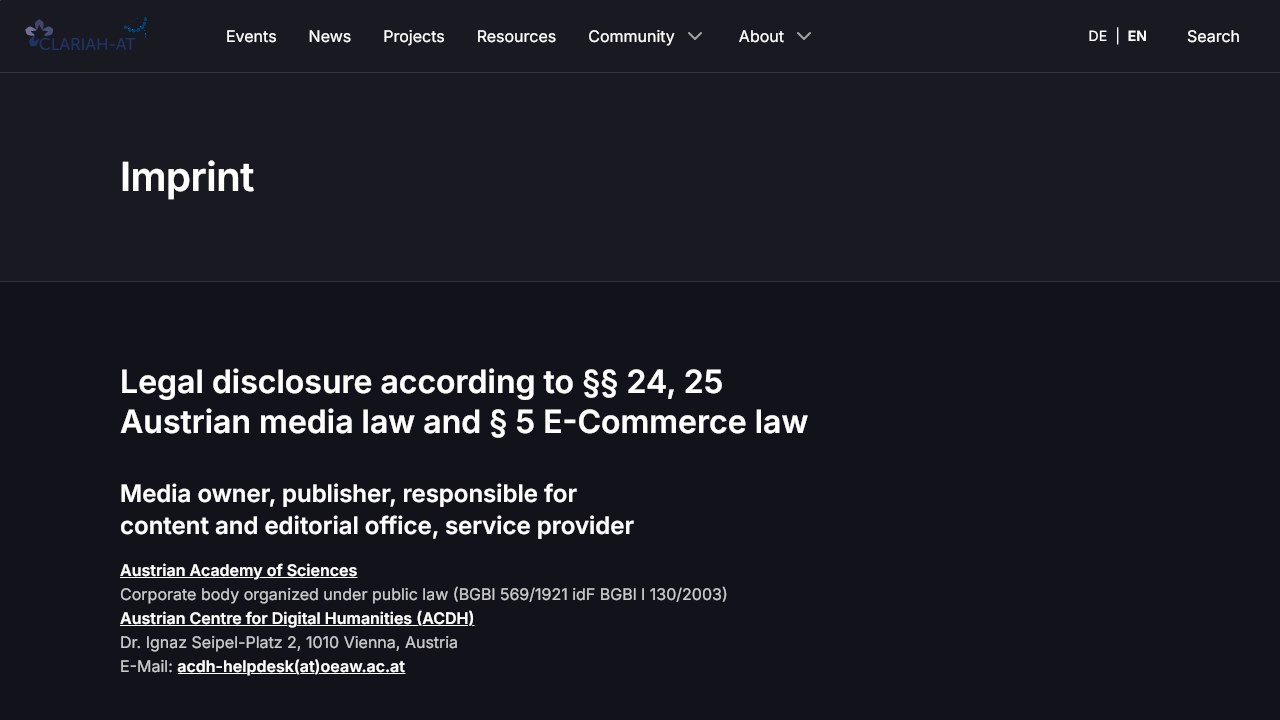 CLARIAH-AT
Events News Projects Resources Community About DE | EN Search
Imprint
Legal disclosure according to §§ 24, 25
Austrian media law and § 5 E-Commerce law
Media owner, publisher, responsible for
content and editorial office, service provider
Austrian Academy of Sciences
Corporate body organized under public law (BGBI 569/1921 idF BGBI I 130/2003)
Austrian Centre for Digital Humanities (ACDH)
Dr. Ignaz Seipel-Platz 2, 1010 Vienna, Austria
E-Mail: acdh-helpdesk(at)oeaw.ac.at